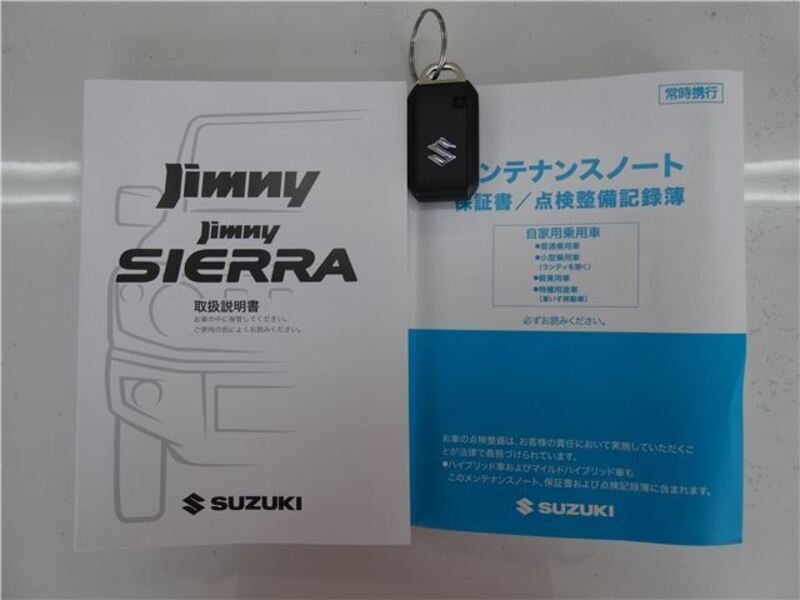 Jimny
Jimny
SIERRA
取扱説明書
お車の中に保管してください。
ご使用の前によくお読みください。
SUZUKI
常時携行
ンテナンスノート
保証書／点検整備記録簿
自家用乗用車
●普通乗用車
●小型乗用車
(ランディを除く)
●軽乗用車
●特種用途車
(車いす移動車)
必ずお読みください。
お車の点検整備は、お客様の責任において実施していただくこ
とが法律で義務づけられています。
●ハイブリッド車およびマイルドハイブリッド車も
このメンテナンスノート、保証書および点検記録簿に含まれます。
SUZUKI